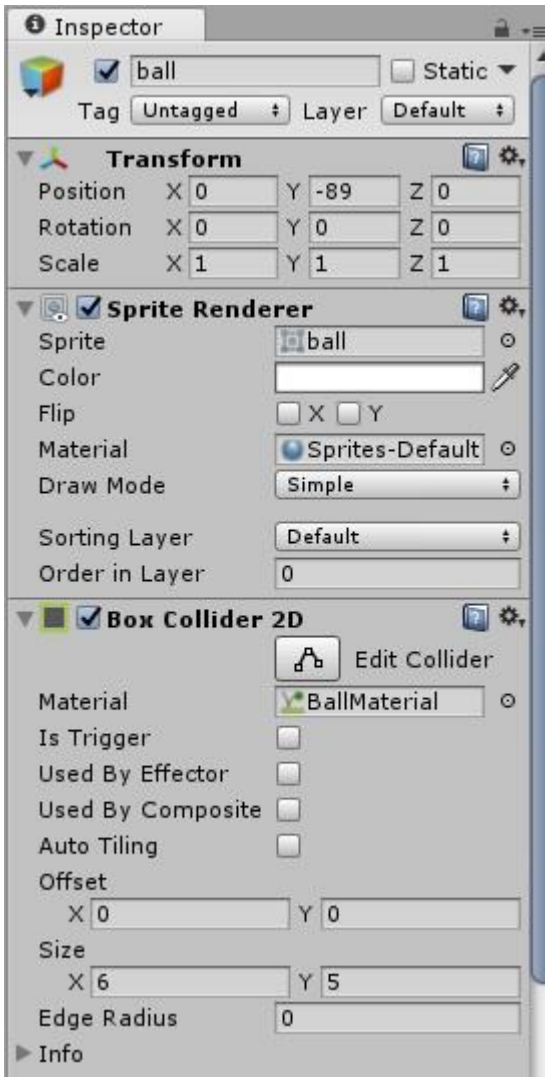 Inspector
ball Static
Tag Untagged Layer Default
Transform
Position X 0 Y -89 Z 0
Rotation X 0 Y 0 Z 0
Scale X 1 Y 1 Z 1
Sprite Renderer
Sprite ball
Color
Flip X Y
Material Sprites-Default
Draw Mode Simple
Sorting Layer Default
Order in Layer 0
Box Collider 2D
Edit Collider
Material BallMaterial
Is Trigger
Used By Effector
Used By Composite
Auto Tiling
Offset
X 0 Y 0
Size
X 6 Y 5
Edge Radius 0
Info